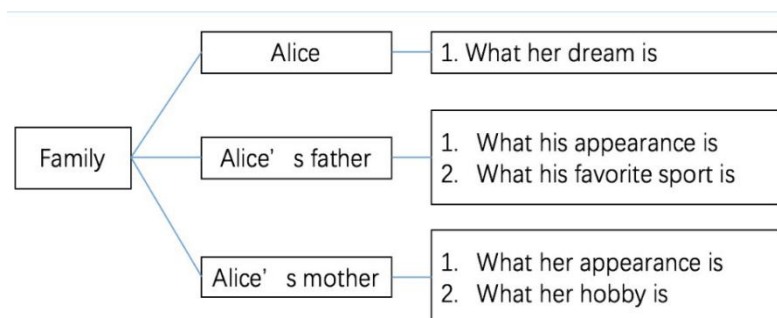 Family
Alice
1. What her dream is
Alice’ s father
1. What his appearance is
2. What his favorite sport is
Alice’ s mother
1. What her appearance is
2. What her hobby is